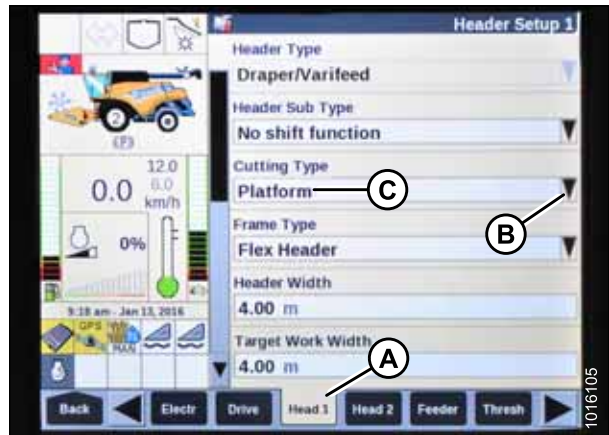 Header Setup 1
Header Type
Draper/Varifeed
Header Sub Type
No shift function
Cutting Type
Platform
C
B
Frame Type
Flex Header
Header Width
4.00 m
Target Work Width
4.00 m
A
2
(F)
12.0
6.0
0.0
km/h
0%
9:18 am - Jan 13, 2016
GPS
MAN
Back
Electr
Drive
Head 1
Head 2
Feeder
Thresh
1016105